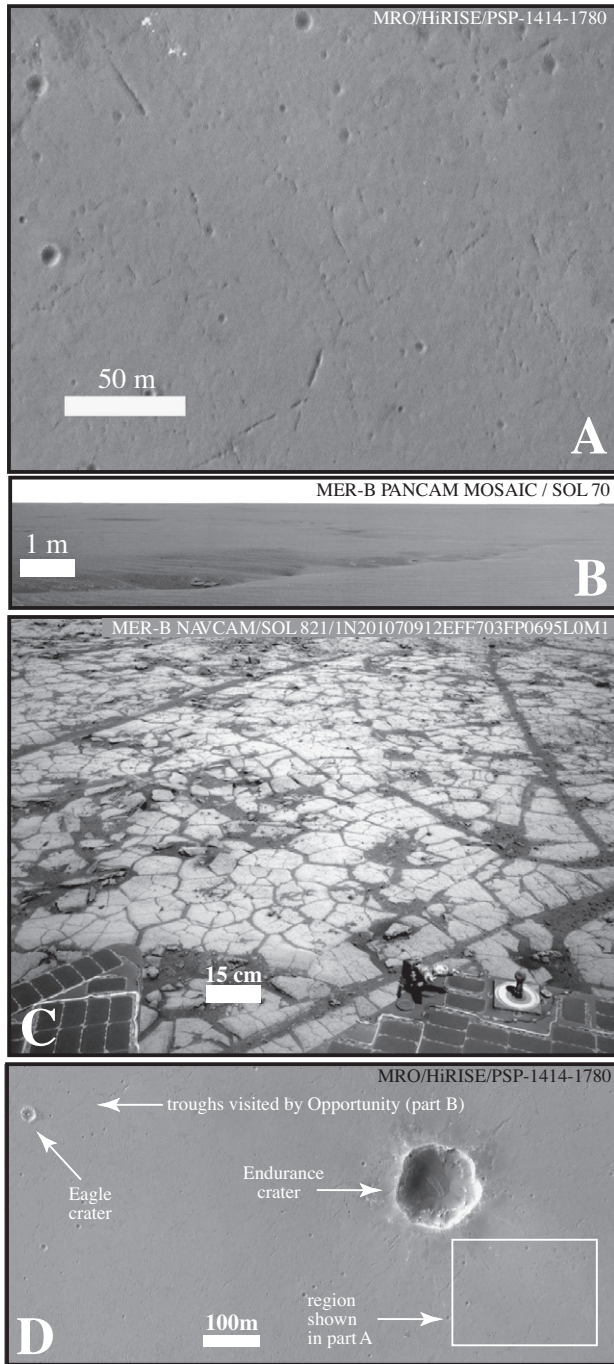 MRO/HiRISE/PSP-1414-1780
50 m
A
MER-B PANCAM MOSAIC / SOL 70
1 m
B
MER-B NAVCAM/SOL 821/1N201070912EFF703FP0695L0M1
15 cm
C
MRO/HiRISE/PSP-1414-1780
troughs visited by Opportunity (part B)
Eagle
crater
Endurance
crater
100m
region
shown
in part A
D